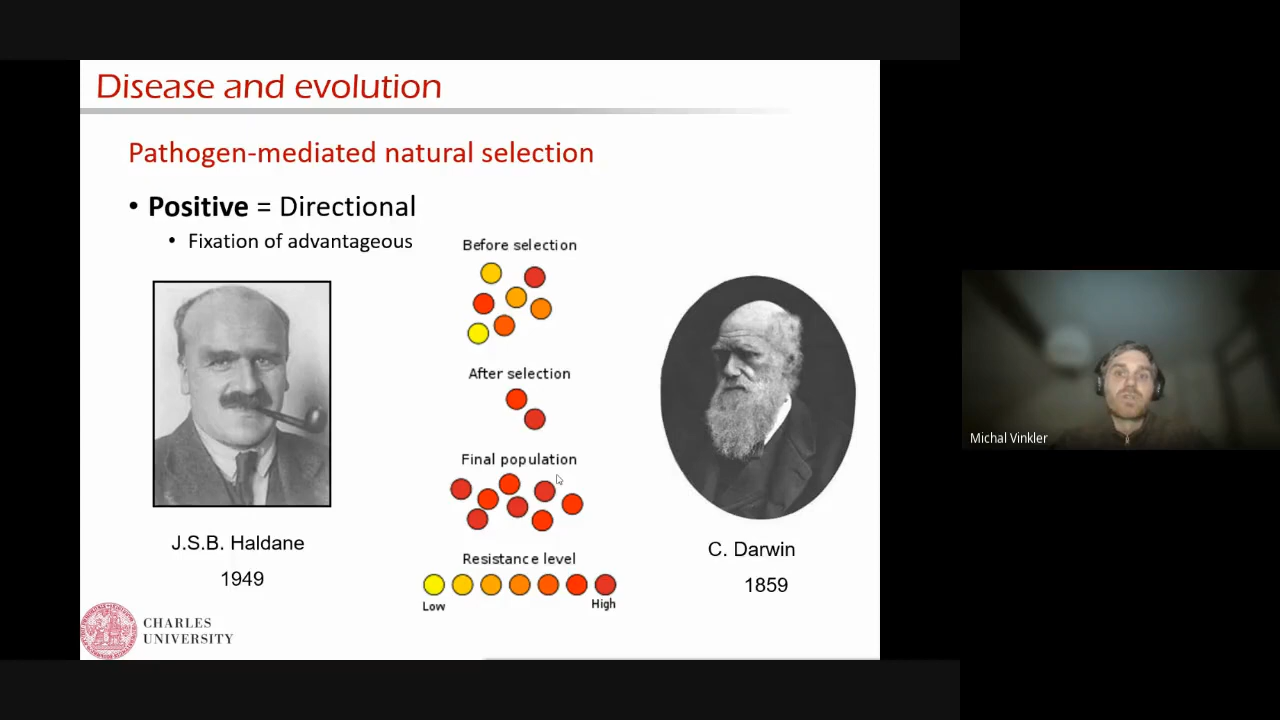 Disease and evolution
Pathogen-mediated natural selection
• Positive = Directional
• Fixation of advantageous
Before selection
After selection
Final population
Resistance level
Low
High
J.S.B. Haldane
1949
C. Darwin
1859
CHARLES
UNIVERSITY
Michal Vinkler